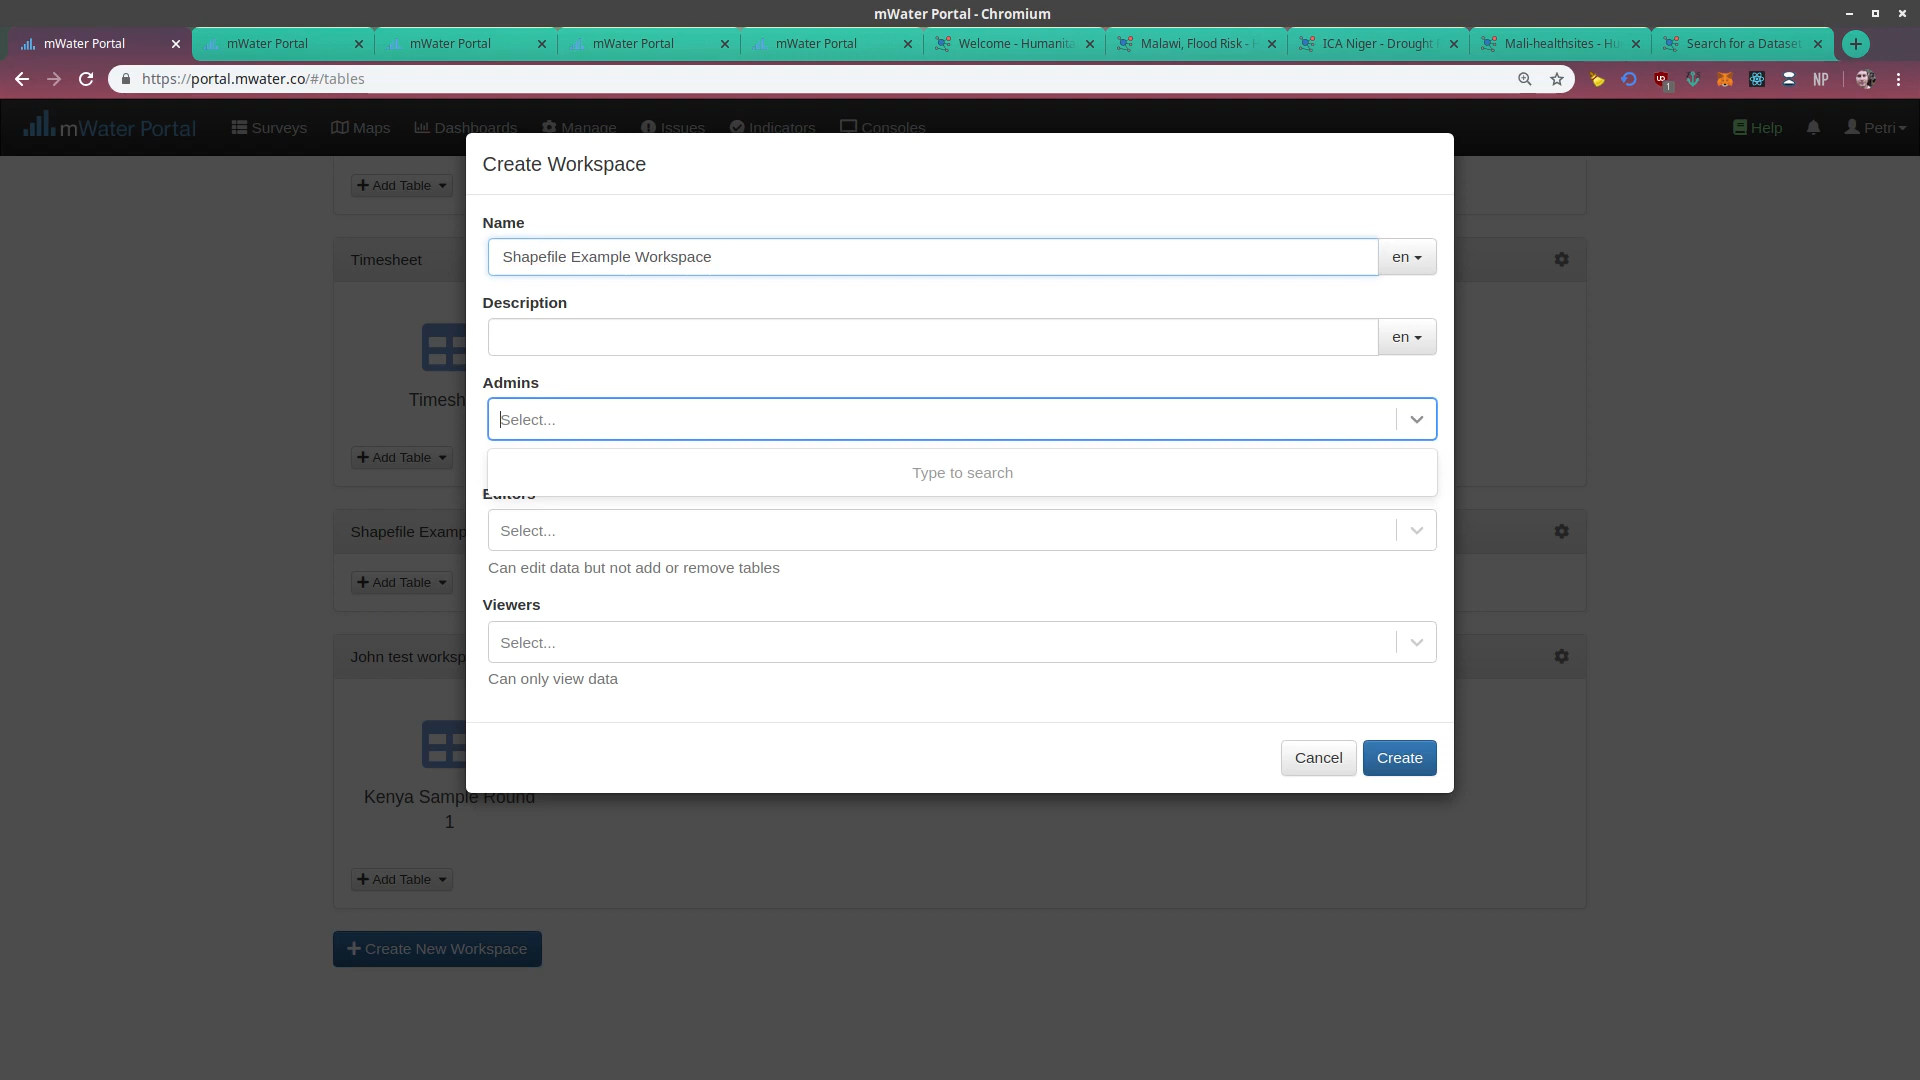 mWater Portal - Chromium
mWater Portal
mWater Portal
mWater Portal
mWater Portal
mWater Portal
Welcome - Humanita
Malawi, Flood Risk -
ICA Niger - Drought
Mali-healthsites - Hu
Search for a Dataset
https://portal.mwater.co/#/tables
NP
mWater Portal
Surveys
Maps
Dashboards
Manage
Issues
Indicators
Consoles
Help
Petri
Create Workspace
Add Table
Name
Timesheet
Shapefile Example Workspace
en
Description
en
Timesh
Admins
Select...
Add Table
Type to search
Editors
Shapefile Examp
Select...
Can edit data but not add or remove tables
Add Table
Viewers
Select...
John test worksp
Can only view data
Cancel
Create
Kenya Sample Round
1
Add Table
Create New Workspace